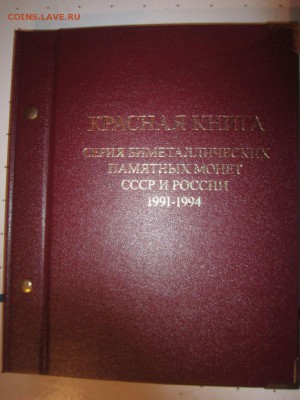 COINS.LAVE.RU
КРАСНАЯ КНИГА
СЕРИЯ БИМЕТАЛЛИЧЕСКИХ
ПАМЯТНЫХ МОНЕТ
СССР И РОССИИ
1991-1994